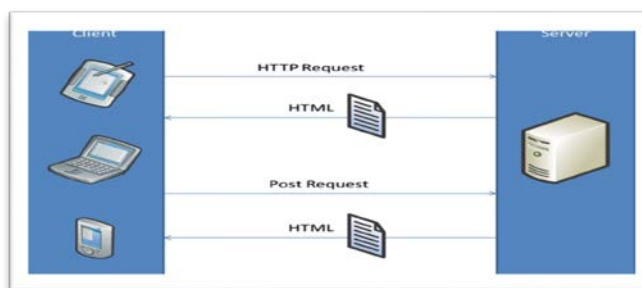 Client
Server
HTTP Request
HTML
Post Request
HTML